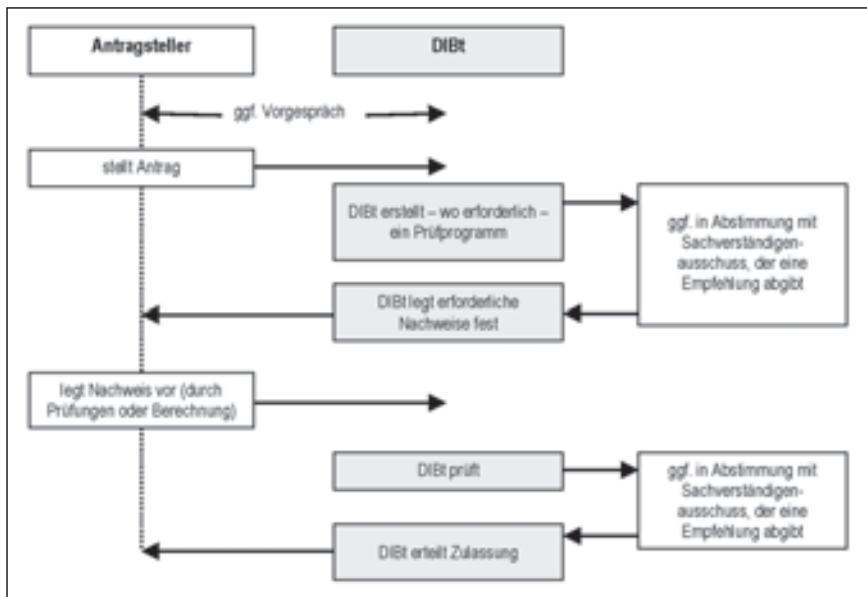 Antragsteller
DIBt
ggf. Vorgespräch
stellt Antrag
DIBt erstellt – wo erforderlich –
ein Prüfprogramm
ggf. in Abstimmung mit
Sachverständigen-
ausschuss, der eine
Empfehlung abgibt
DIBt legt erforderliche
Nachweise fest
legt Nachweis vor (durch
Prüfungen oder Berechnung)
DIBt prüft
ggf. in Abstimmung mit
Sachverständigen-
ausschuss, der eine
Empfehlung abgibt
DIBt erteilt Zulassung